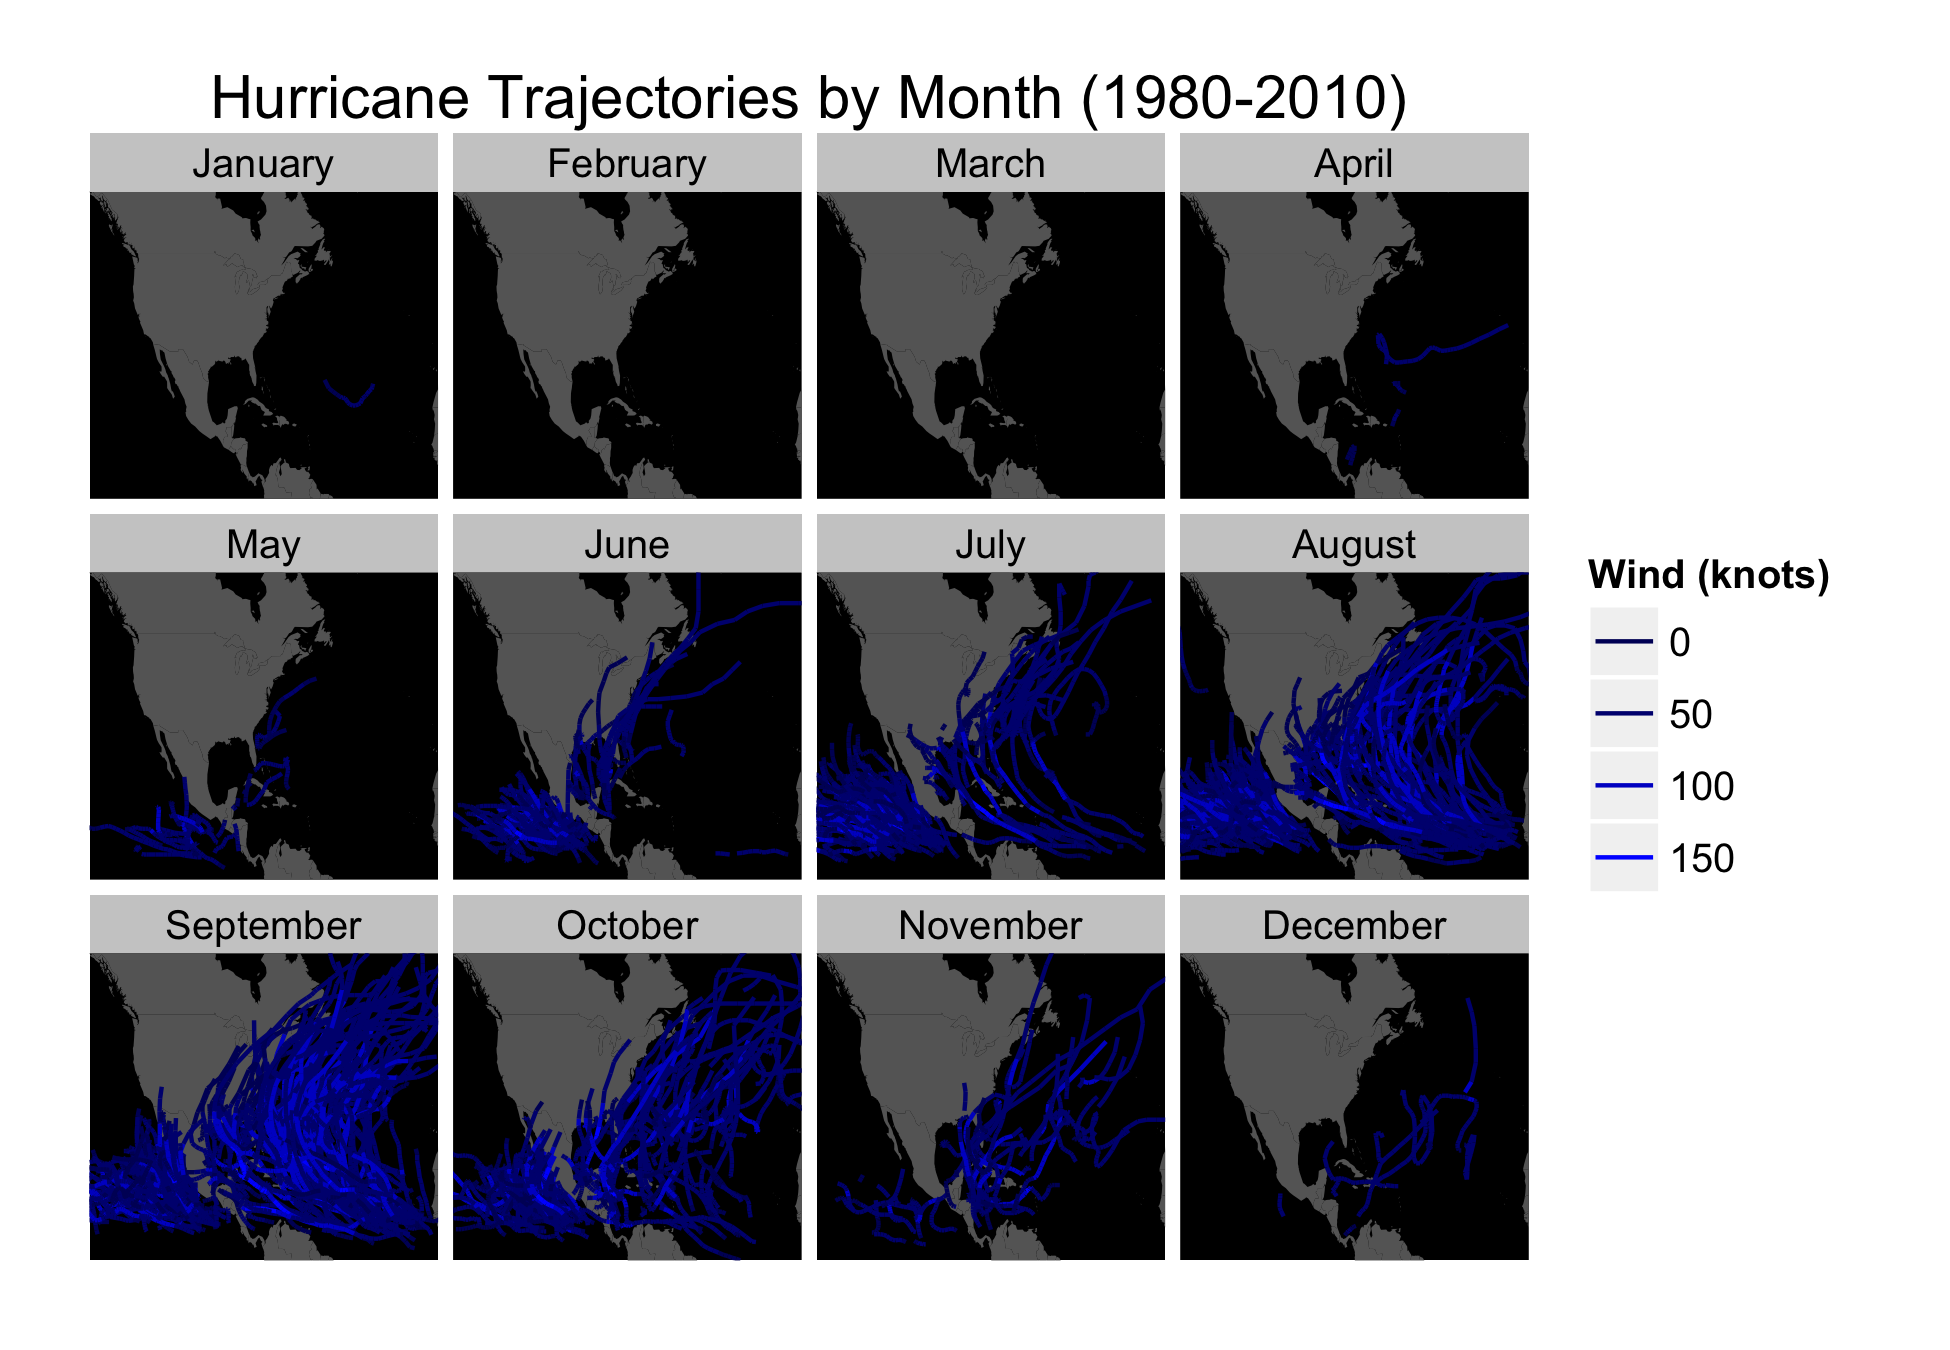 Hurricane Trajectories by Month (1980-2010)
January
February
March
April
May
June
July
August
September
October
November
December
Wind (knots)
0
50
100
150